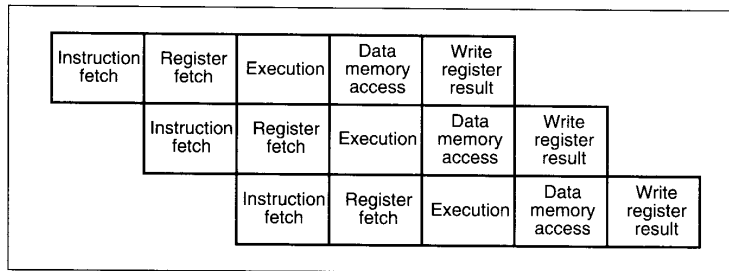 Instruction fetch
Register fetch
Execution
Data memory access
Write register result
Instruction fetch
Register fetch
Execution
Data memory access
Write register result
Instruction fetch
Register fetch
Execution
Data memory access
Write register result